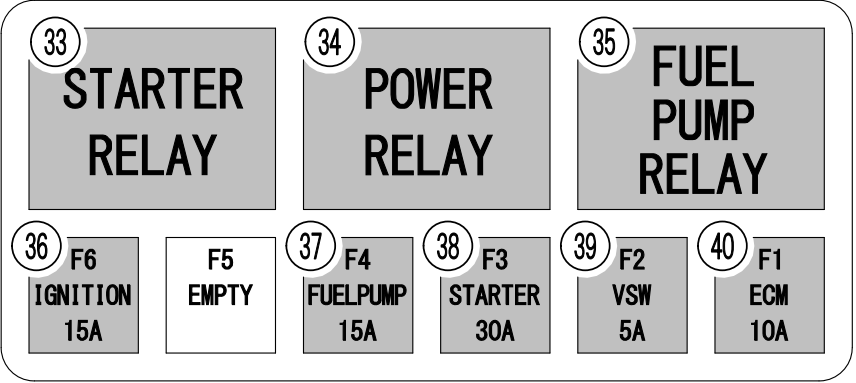 33
STARTER
RELAY
34
POWER
RELAY
35
FUEL
PUMP
RELAY
36
F6
IGNITION
15A
F5
EMPTY
37
F4
FUELPUMP
15A
38
F3
STARTER
30A
39
F2
VSW
5A
40
F1
ECM
10A